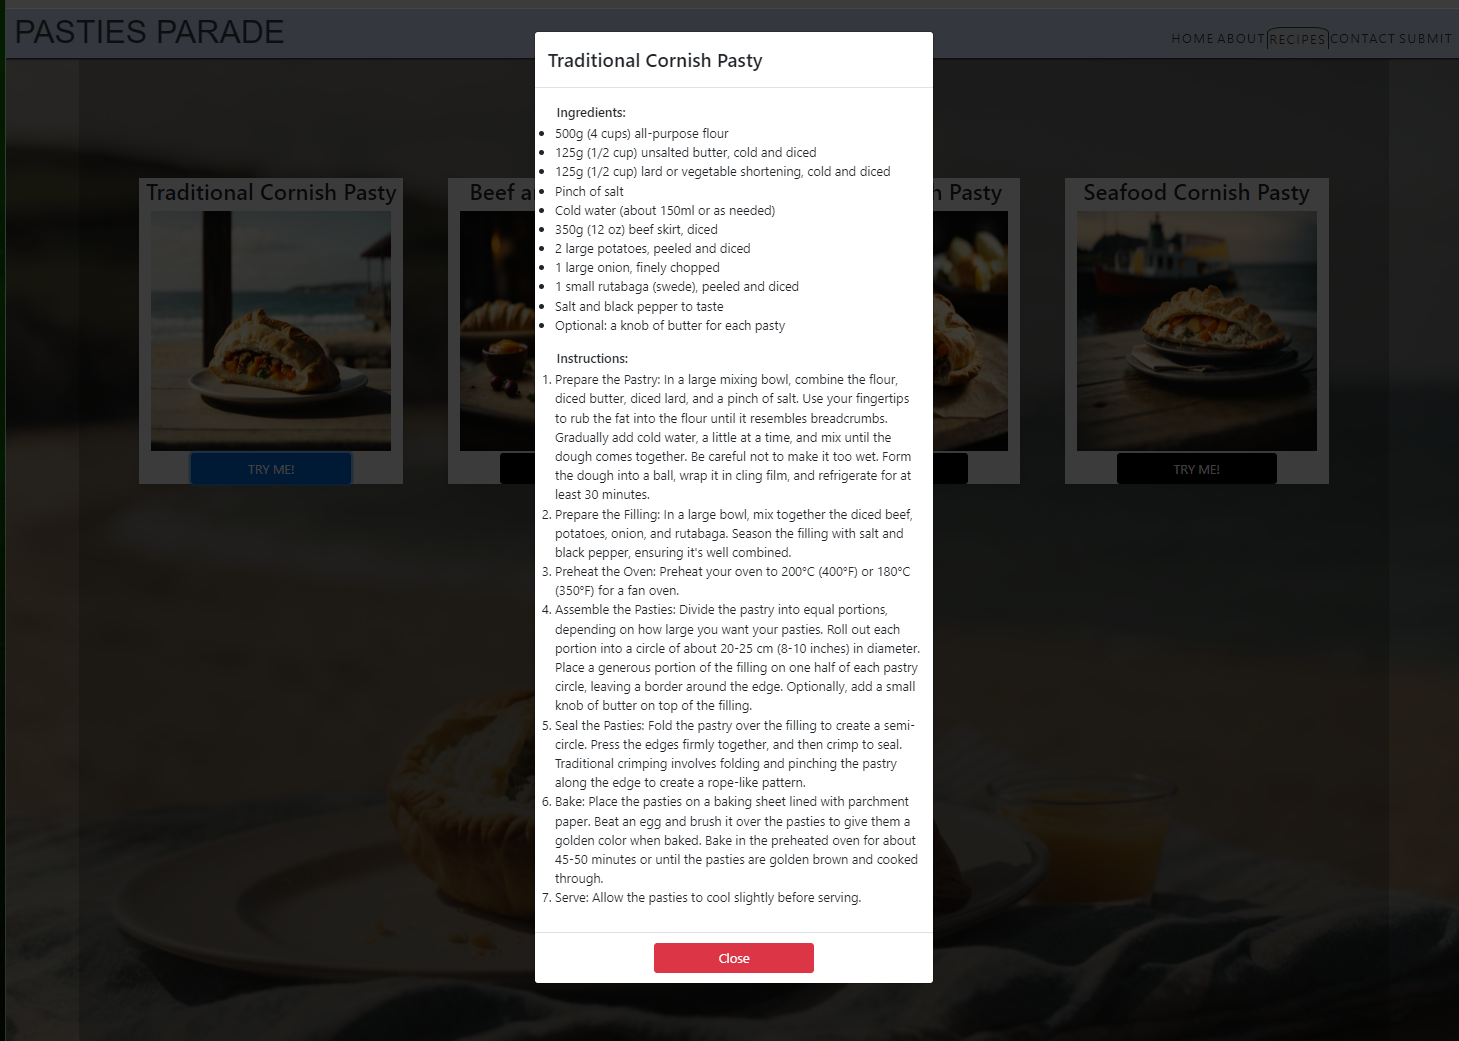 PASTIES PARADE
HOME ABOUT RECIPES CONTACT SUBMIT
Traditional Cornish Pasty
Ingredients:
• 500g (4 cups) all-purpose flour
• 125g (1/2 cup) unsalted butter, cold and diced
• 125g (1/2 cup) lard or vegetable shortening, cold and diced
• Pinch of salt
• Cold water (about 150ml or as needed)
• 350g (12 oz) beef skirt, diced
• 2 large potatoes, peeled and diced
• 1 large onion, finely chopped
• 1 small rutabaga (swede), peeled and diced
• Salt and black pepper to taste
• Optional: a knob of butter for each pasty
Instructions:
1. Prepare the Pastry: In a large mixing bowl, combine the flour,
diced butter, diced lard, and a pinch of salt. Use your fingertips
to rub the fat into the flour until it resembles breadcrumbs.
Gradually add cold water, a little at a time, and mix until the
dough comes together. Be careful not to make it too wet. Form
the dough into a ball, wrap it in cling film, and refrigerate for at
least 30 minutes.
2. Prepare the Filling: In a large bowl, mix together the diced beef,
potatoes, onion, and rutabaga. Season the filling with salt and
black pepper, ensuring it's well combined.
3. Preheat the Oven: Preheat your oven to 200°C (400°F) or 180°C
(350°F) for a fan oven.
4. Assemble the Pasties: Divide the pastry into equal portions,
depending on how large you want your pasties. Roll out each
portion into a circle of about 20-25 cm (8-10 inches) in diameter.
Place a generous portion of the filling on one half of each pastry
circle, leaving a border around the edge. Optionally, add a small
knob of butter on top of the filling.
5. Seal the Pasties: Fold the pastry over the filling to create a semi-
circle. Press the edges firmly together, and then crimp to seal.
Traditional crimping involves folding and pinching the pastry
along the edge to create a rope-like pattern.
6. Bake: Place the pasties on a baking sheet lined with parchment
paper. Beat an egg and brush it over the pasties to give them a
golden color when baked. Bake in the preheated oven for about
45-50 minutes or until the pasties are golden brown and cooked
through.
7. Serve: Allow the pasties to cool slightly before serving.
Close
Traditional Cornish Pasty
TRY ME!
Beef
Pasty
Seafood Cornish Pasty
TRY ME!